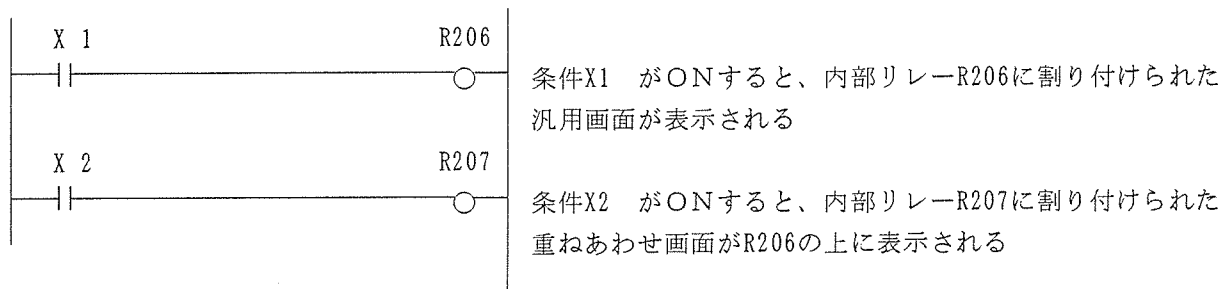 X 1 R206
条件X1 がONすると、内部リレーR206に割り付けられた
汎用画面が表示される
X 2 R207
条件X2 がONすると、内部リレーR207に割り付けられた
重ねあわせ画面がR206の上に表示される